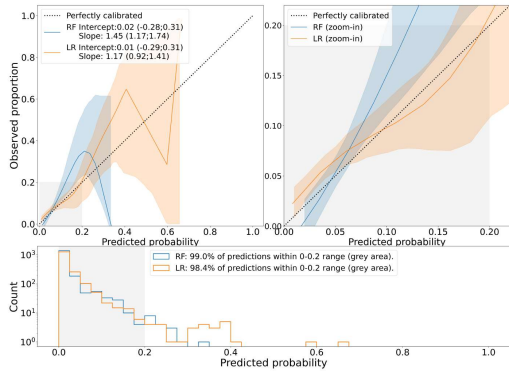 Perfectly calibrated
RF Intercept:0.02 (-0.28;0.31)
Slope: 1.45 (1.17;1.74)
LR Intercept:0.01 (-0.29;0.31)
Slope: 1.17 (0.92;1.41)
Observed proportion
1.0
0.8
0.6
0.4
0.2
0.0
0.0 0.2 0.4 0.6 0.8 1.0
Predicted probability
Perfectly calibrated
RF (zoom-in)
LR (zoom-in)
0.20
0.15
0.10
0.05
0.00
0.00 0.05 0.10 0.15 0.20
Predicted probability
RF: 99.0% of predictions within 0-0.2 range (grey area).
LR: 98.4% of predictions within 0-0.2 range (grey area).
Count
10³
10²
10¹
10⁰
0.0 0.2 0.4 0.6 0.8 1.0
Predicted probability